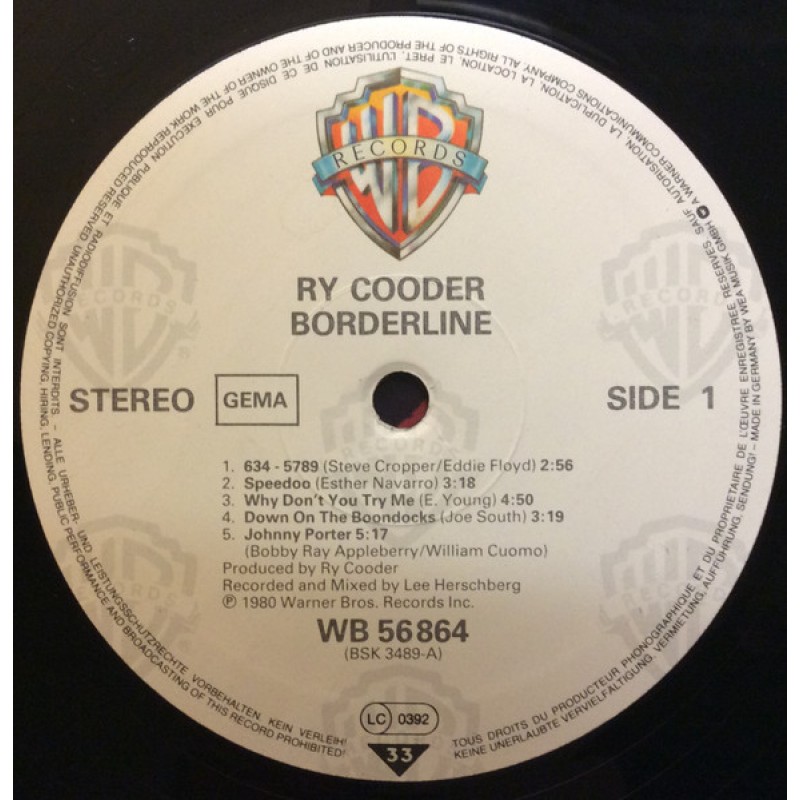 WB
RECORDS
RY COODER
BORDERLINE
STEREO
GEMA
SIDE 1
1. 634 - 5789 (Steve Cropper/Eddie Floyd) 2:56
2. Speedoo (Esther Navarro) 3:18
3. Why Don't You Try Me (E. Young) 4:50
4. Down On The Boondocks (Joe South) 3:19
5. Johnny Porter 5:17
(Bobby Ray Appleberry/William Cuomo)
Produced by Ry Cooder
Recorded and Mixed by Lee Herschberg
℗ 1980 Warner Bros. Records Inc.
WB 56 864
(BSK 3489-A)
LC 0392
33
TOUS DROITS DU PRODUCTEUR PHONOGRAPHIQUE ET DU PROPRIETAIRE DE L'ŒUVRE ENREGISTREE RESERVES SAUF AUTORISATION, LA DUPLICATION, LA LOCATION, LE PRET, L'UTILISATION DE CE DISQUE POUR EXECUTION PUBLIQUE ET RADIODIFFUSION SONT INTERDITS. - ALLE URHEBER- UND LEISTUNGSSCHUTZRECHTE VORBEHALTEN. KEIN VERLEIH!
KEINE UNERLAUBTE VERVIELFÄLTIGUNG, VERMIETUNG, AUFFÜHRUNG, SENDUNG! - MADE IN GERMANY BY WEA MUSIK GMBH A WARNER COMMUNICATIONS COMPANY. ALL RIGHTS OF THE PRODUCER AND OF THE OWNER OF THE WORK REPRODUCED RESERVED UNAUTHORIZED COPYING, HIRING, LENDING, PUBLIC PERFORMANCE AND BROADCASTING OF THIS RECORD PROHIBITED!